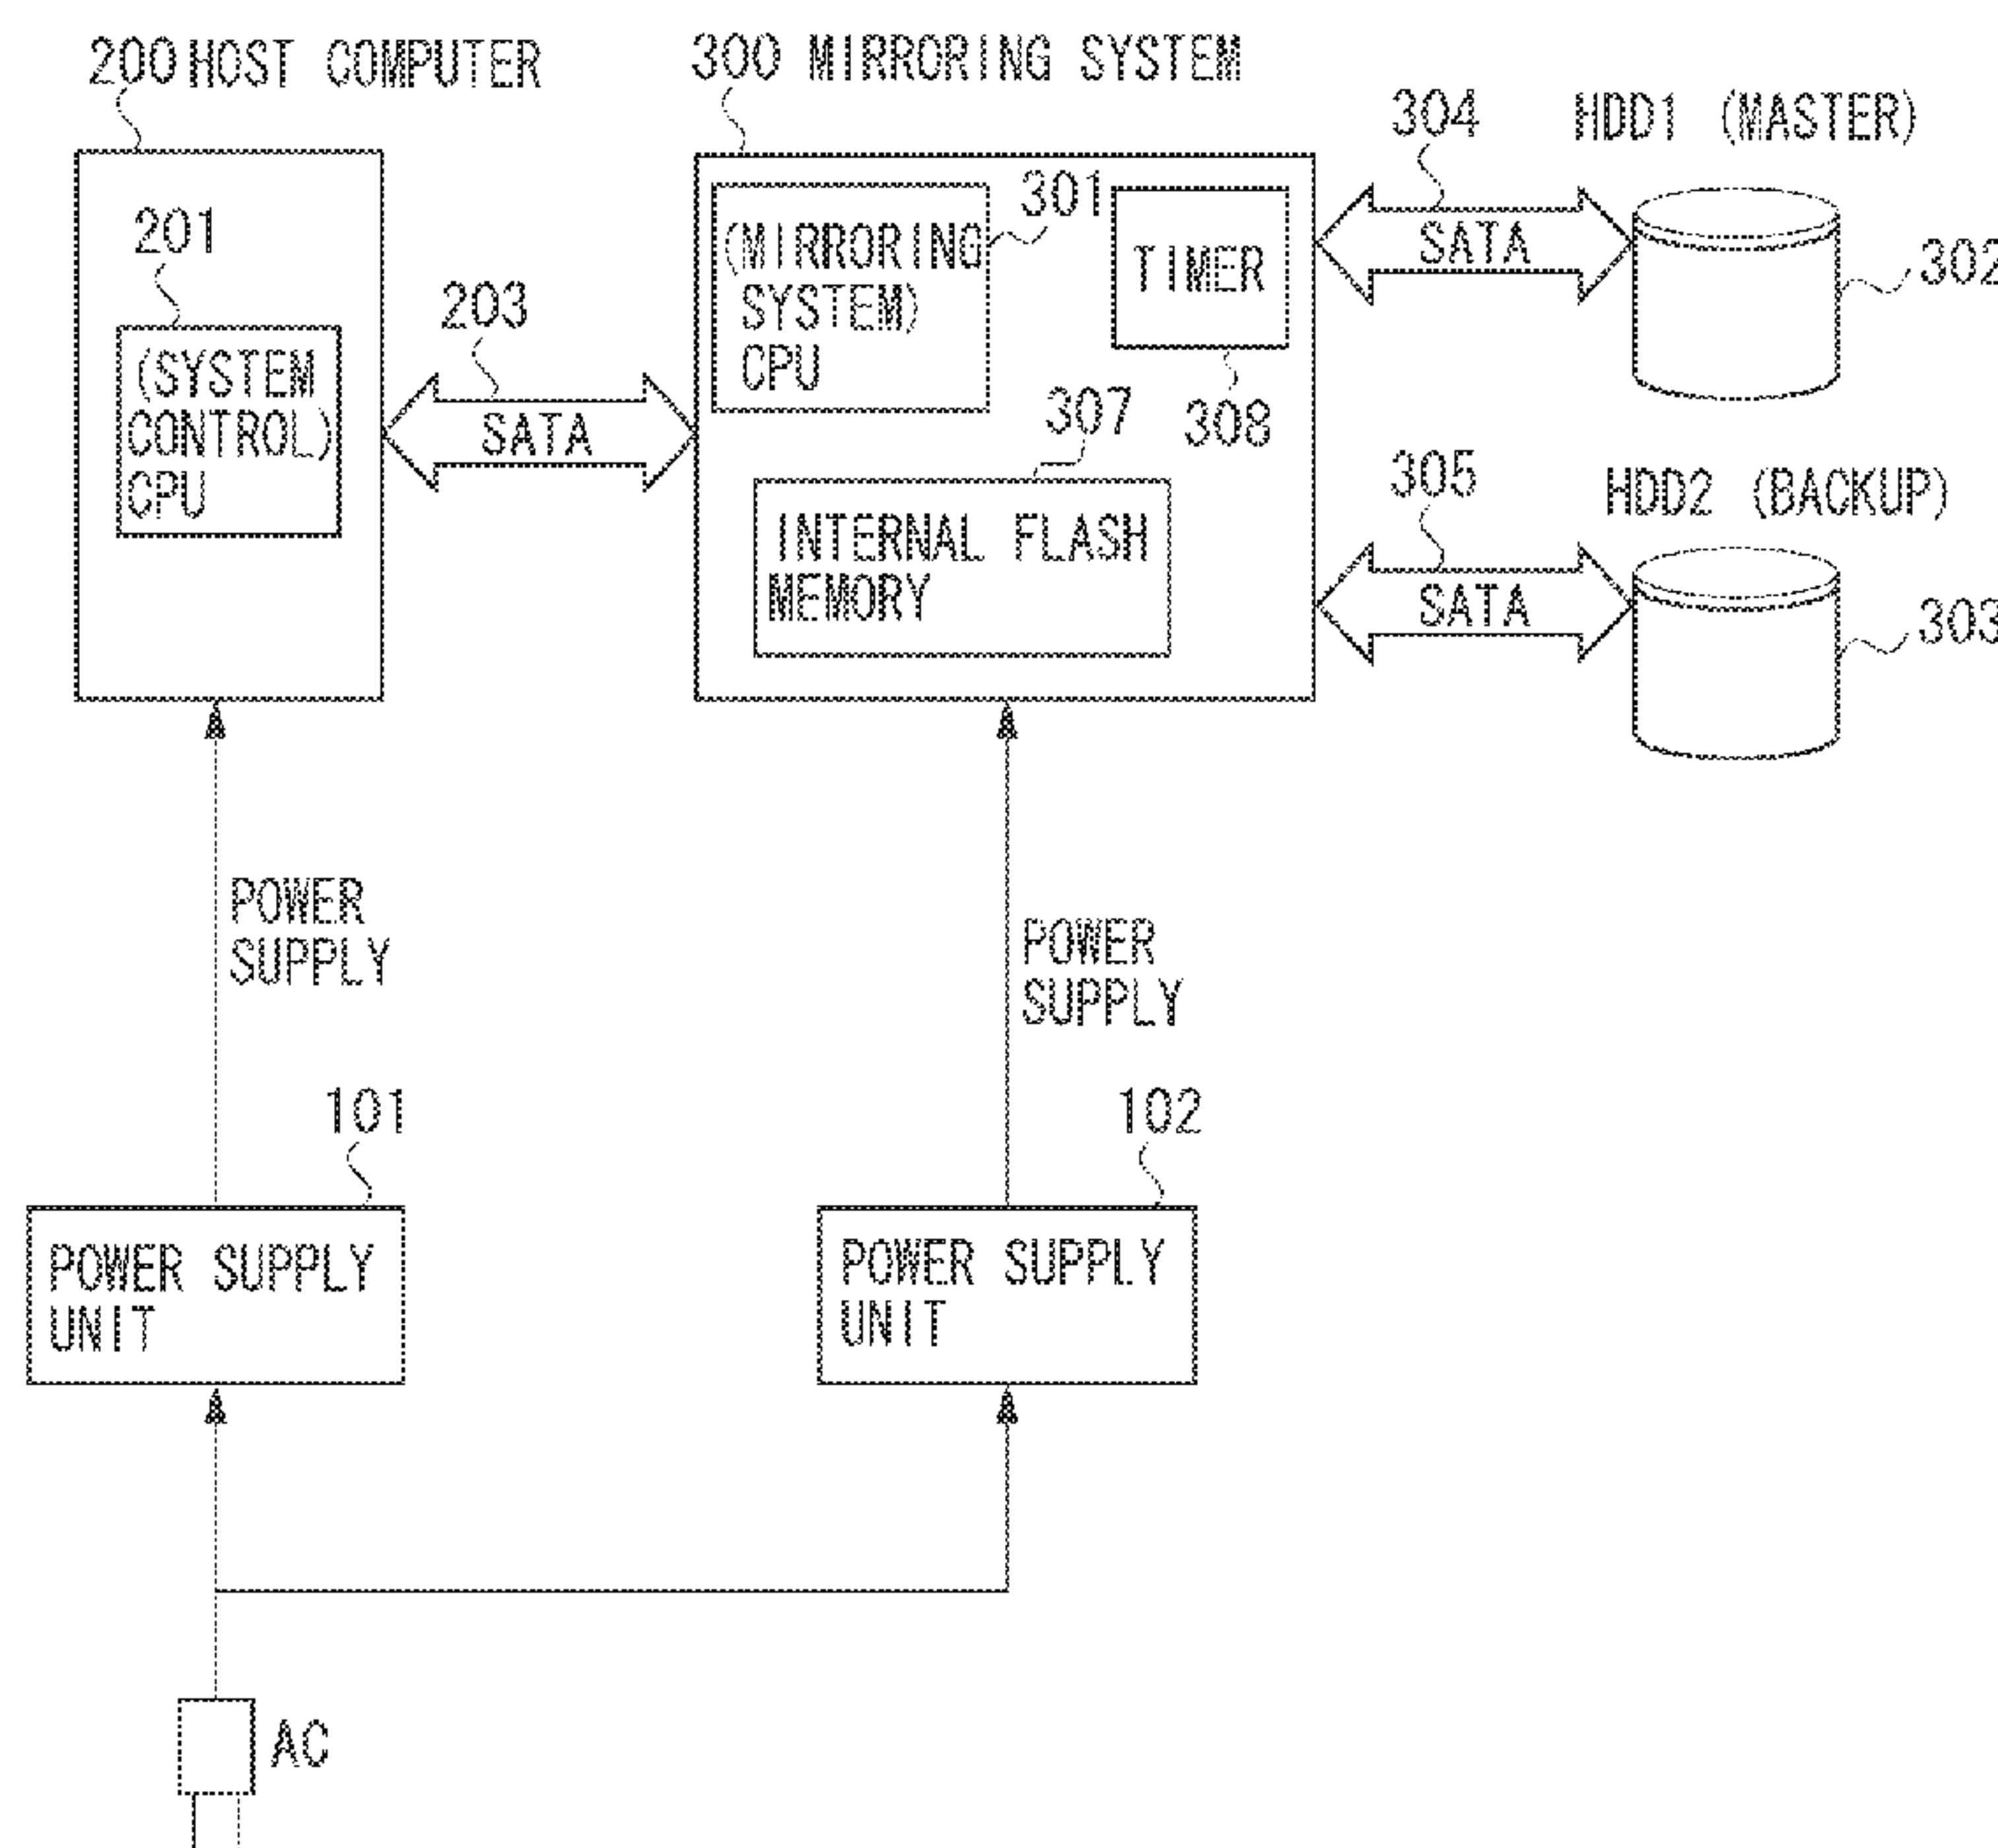 200 HOST COMPUTER
300 MIRRORING SYSTEM
304
HDD1 (MASTER)
201
(SYSTEM
CONTROL)
CPU
203
SATA
(MIRRORING
SYSTEM)
CPU
301
TIMER
308
SATA
302
307
INTERNAL FLASH
MEMORY
305
HDD2 (BACKUP)
SATA
303
POWER
SUPPLY
POWER
SUPPLY
101
102
POWER SUPPLY
UNIT
POWER SUPPLY
UNIT
AC